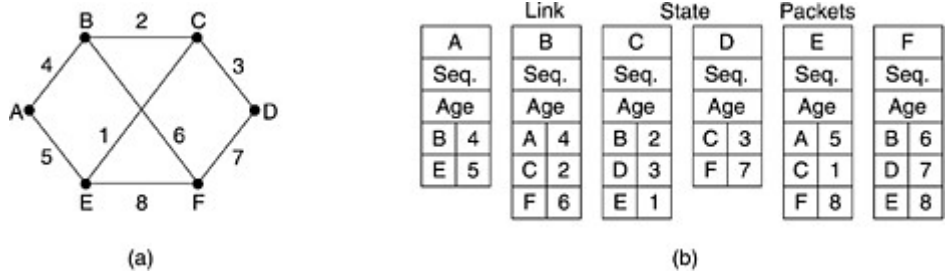 B 2 C
4 3
A D
1 6
5 7
E 8 F
(a)
Link State Packets
A B C D E F
Seq. Seq. Seq. Seq. Seq. Seq.
Age Age Age Age Age Age
B 4 A 4 B 2 C 3 A 5 B 6
E 5 C 2 D 3 F 7 C 1 D 7
F 6 E 1 F 8 E 8
(b)